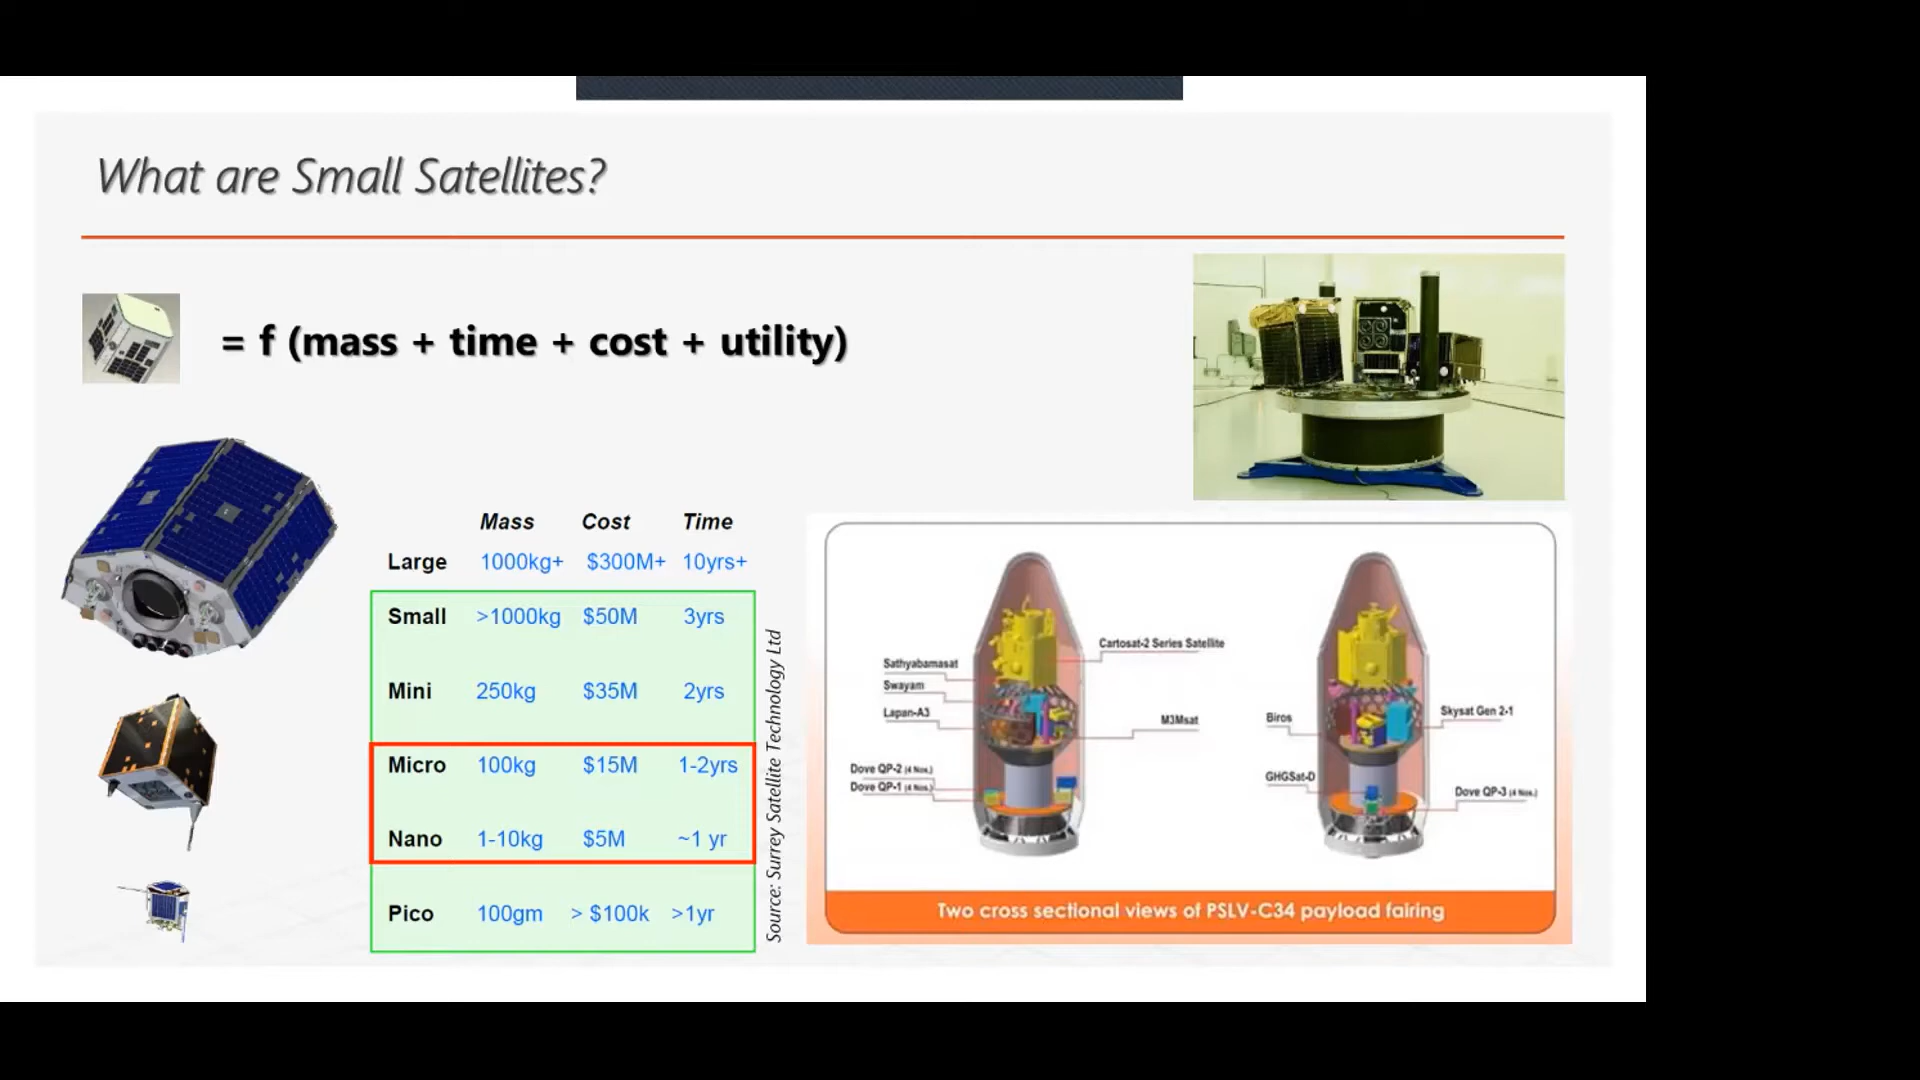 What are Small Satellites?
= f (mass + time + cost + utility)
Mass Cost Time
Large 1000kg+ $300M+ 10yrs+
Small >1000kg $50M 3yrs
Mini 250kg $35M 2yrs
Micro 100kg $15M 1-2yrs
Nano 1-10kg $5M ~1 yr
Pico 100gm > $100k >1yr
Source: Surrey Satellite Technology Ltd
Cartosat-2 Series Satellite
Sathyabamasat
Swayam
Lapan-A3
M3Msat
Dove QP-2 (4 Nos.)
Dove QP-1 (4 Nos.)
Biros
Skysat Gen 2-1
GHGSat-D
Dove QP-3 (4 Nos.)
Two cross sectional views of PSLV-C34 payload fairing